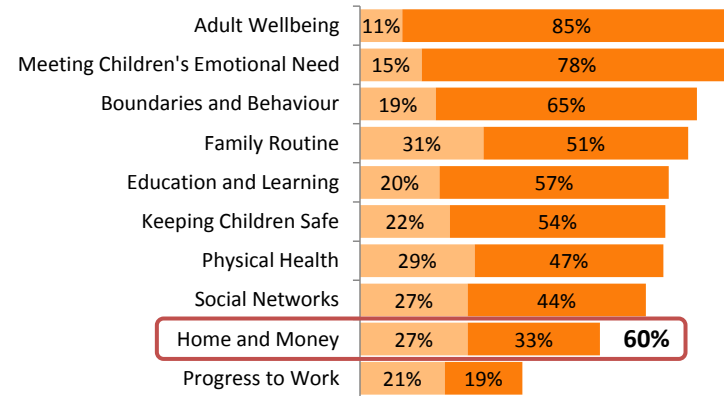 Adult Wellbeing 11% 85%
Meeting Children's Emotional Need 15% 78%
Boundaries and Behaviour 19% 65%
Family Routine 31% 51%
Education and Learning 20% 57%
Keeping Children Safe 22% 54%
Physical Health 29% 47%
Social Networks 27% 44%
Home and Money 27% 33% 60%
Progress to Work 21% 19%